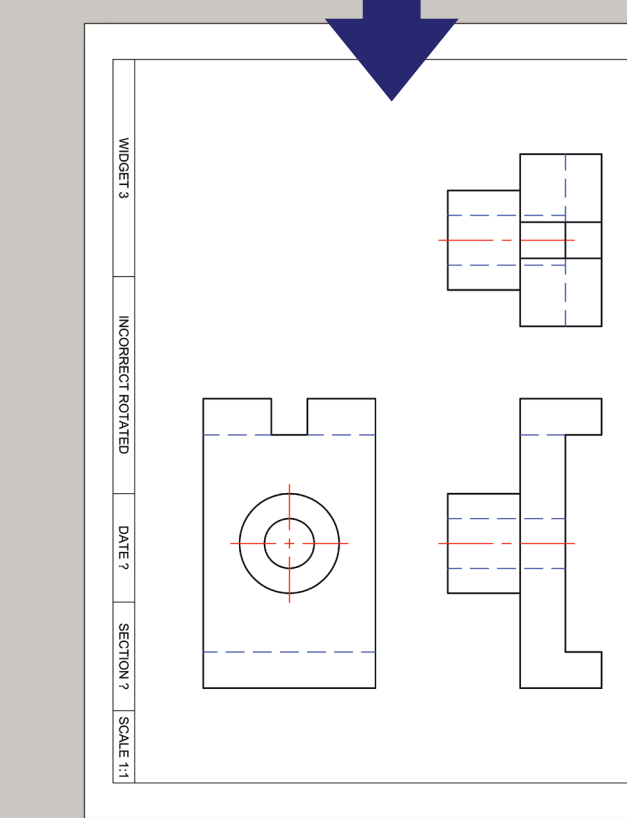 WIDGET 3
INCORRECT ROTATED
DATE ?
SECTION ?
SCALE 1:1